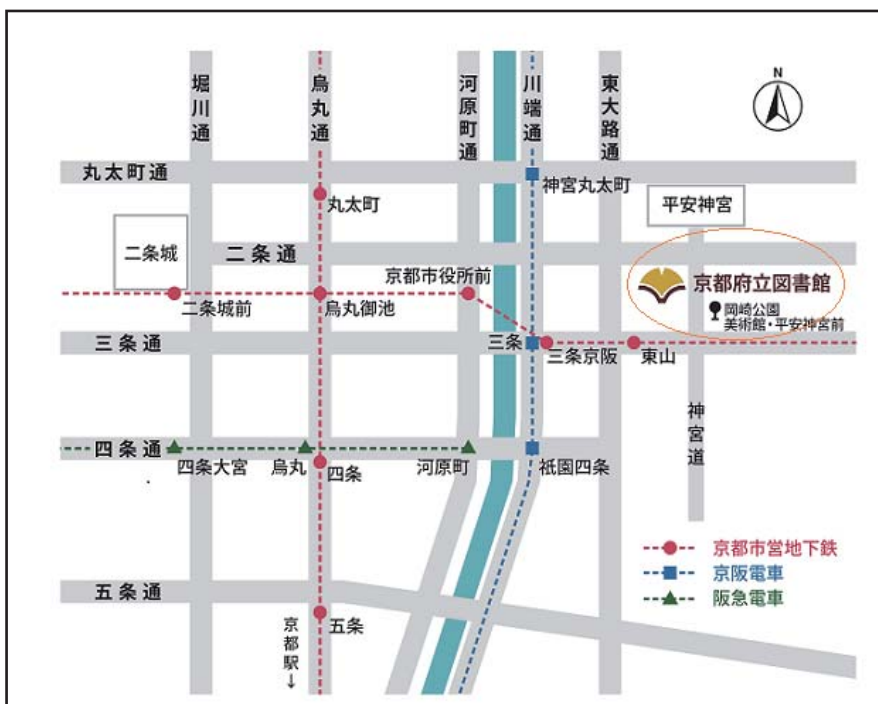 N
堀川通
烏丸通
河原町通
川端通
東大路通
丸太町通
神宮丸太町
丸太町
平安神宮
二条城
二条通
京都市役所前
京都府立図書館
二条城前
烏丸御池
岡崎公園
美術館・平安神宮前
三条通
三条
三条京阪
東山
神宮道
四条通
四条大宮
烏丸
四条
河原町
祇園四条
京都市営地下鉄
京阪電車
阪急電車
五条通
五条
京都駅↓